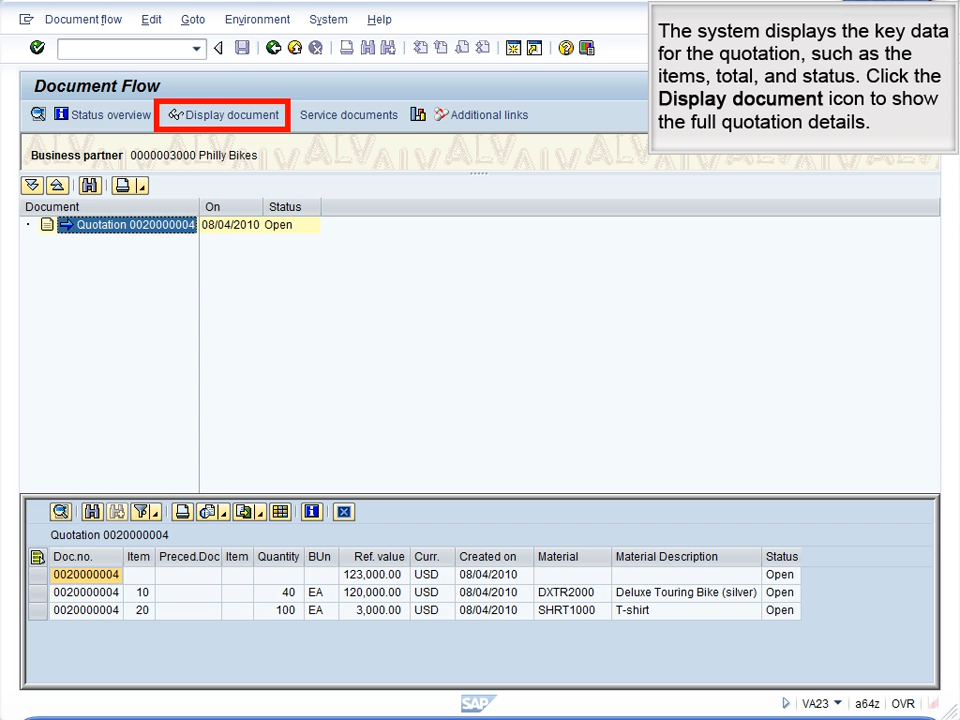 Document flow Edit Goto Environment System Help
The system displays the key data
for the quotation, such as the
items, total, and status. Click the
Display document icon to show
the full quotation details.
Document Flow
Status overview Display document Service documents Additional links
Business partner 0000003000 Philly Bikes
Document On Status
Quotation 0020000004 08/04/2010 Open
Quotation 0020000004
Doc.no. Item Preced.Doc Item Quantity BUn Ref. value Curr. Created on Material Material Description Status
0020000004 123,000.00 USD 08/04/2010 Open
0020000004 10 40 EA 120,000.00 USD 08/04/2010 DXTR2000 Deluxe Touring Bike (silver) Open
0020000004 20 100 EA 3,000.00 USD 08/04/2010 SHRT1000 T-shirt Open
SAP VA23 a64z OVR